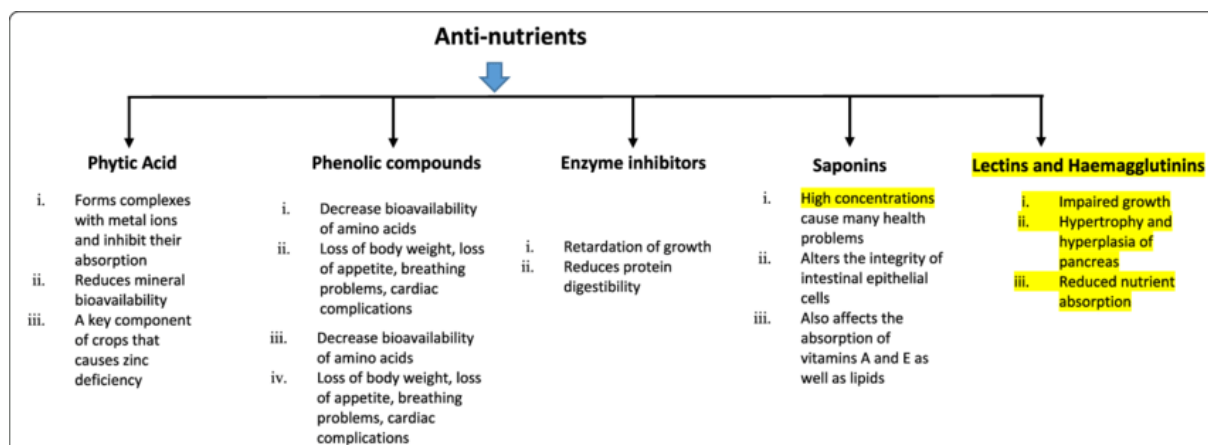 Anti-nutrients
Phytic Acid
i. Forms complexes
with metal ions
and inhibit their
absorption
ii. Reduces mineral
bioavailability
iii. A key component
of crops that
causes zinc
deficiency
Phenolic compounds
i. Decrease bioavailability
of amino acids
ii. Loss of body weight, loss
of appetite, breathing
problems, cardiac
complications
iii. Decrease bioavailability
of amino acids
iv. Loss of body weight, loss
of appetite, breathing
problems, cardiac
complications
Enzyme inhibitors
i. Retardation of growth
ii. Reduces protein
digestibility
Saponins
i. High concentrations
cause many health
problems
ii. Alters the integrity of
intestinal epithelial
cells
iii. Also affects the
absorption of
vitamins A and E as
well as lipids
Lectins and Haemagglutinins
i. Impaired growth
ii. Hypertrophy and
hyperplasia of
pancreas
iii. Reduced nutrient
absorption